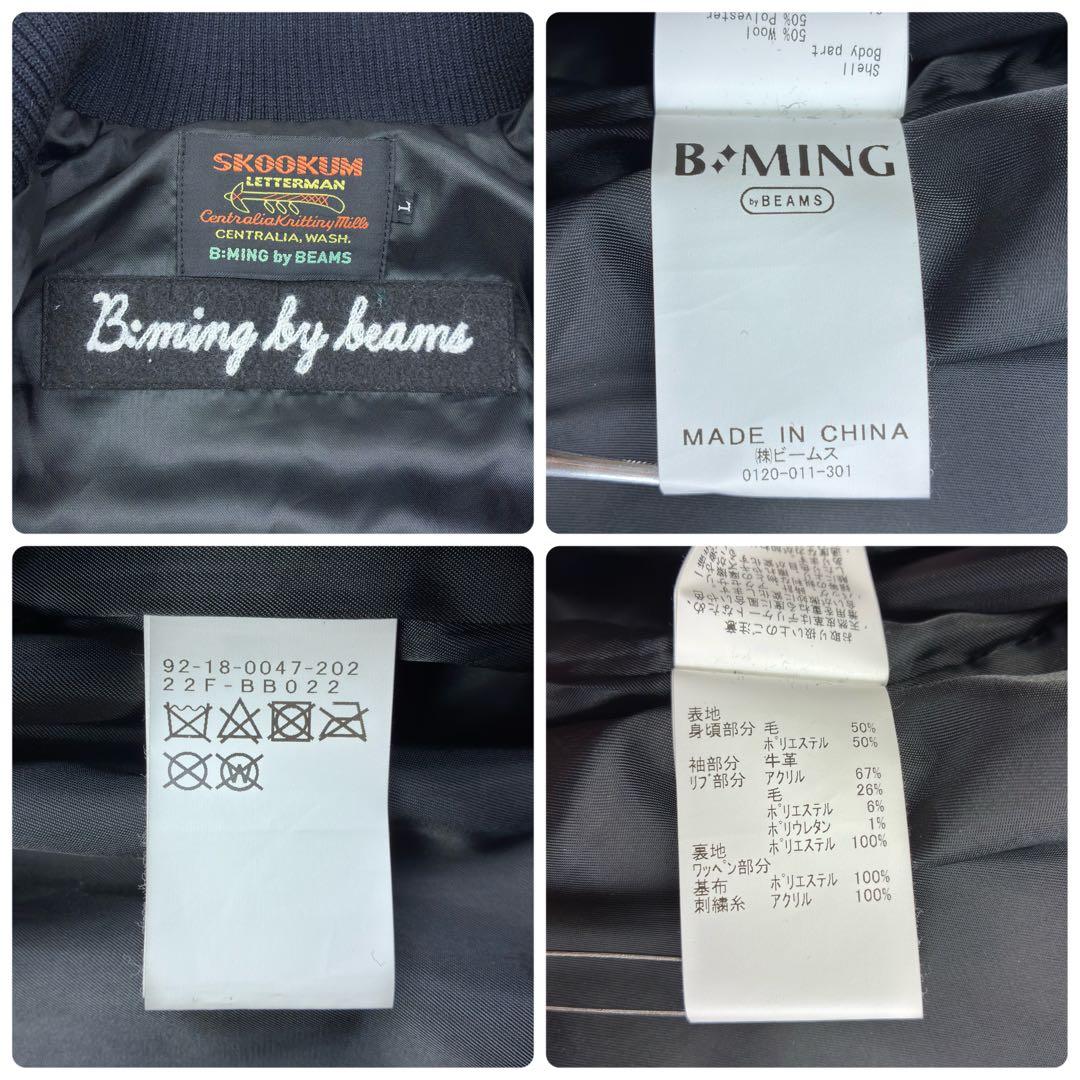 SKOOKUM
LETTERMAN
Centralia Knitting Mills
CENTRALIA, WASH.
B:MING by BEAMS
L
B:ming by beams
Shell
Body part
50% Wool
50% Polyester
B:MING
by BEAMS
MADE IN CHINA
㈱ビームス
0120-011-301
92-18-0047-202
22F-BB022
W
お取り扱い上のご注意
表地
身頃部分 毛 50%
ポリエステル 50%
袖部分 牛革
リブ部分 アクリル 67%
毛 26%
ポリエステル 6%
ポリウレタン 1%
裏地 ポリエステル 100%
ワッペン部分
基布 ポリエステル 100%
刺繍糸 アクリル 100%